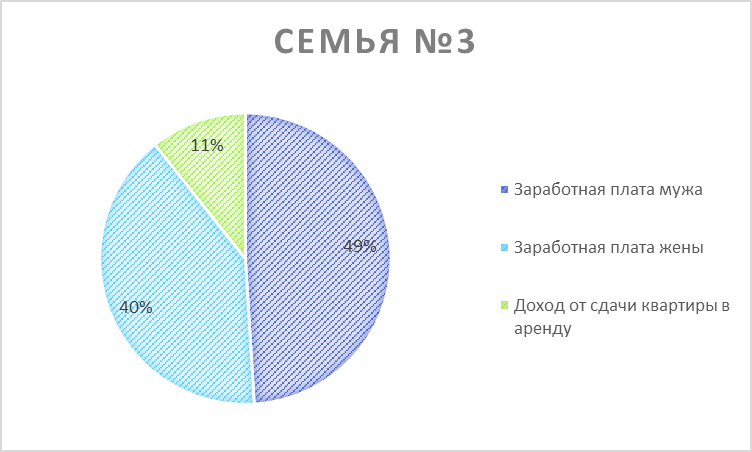 СЕМЬЯ №3
11%
49%
40%
Заработная плата мужа
Заработная плата жены
Доход от сдачи квартиры в
аренду